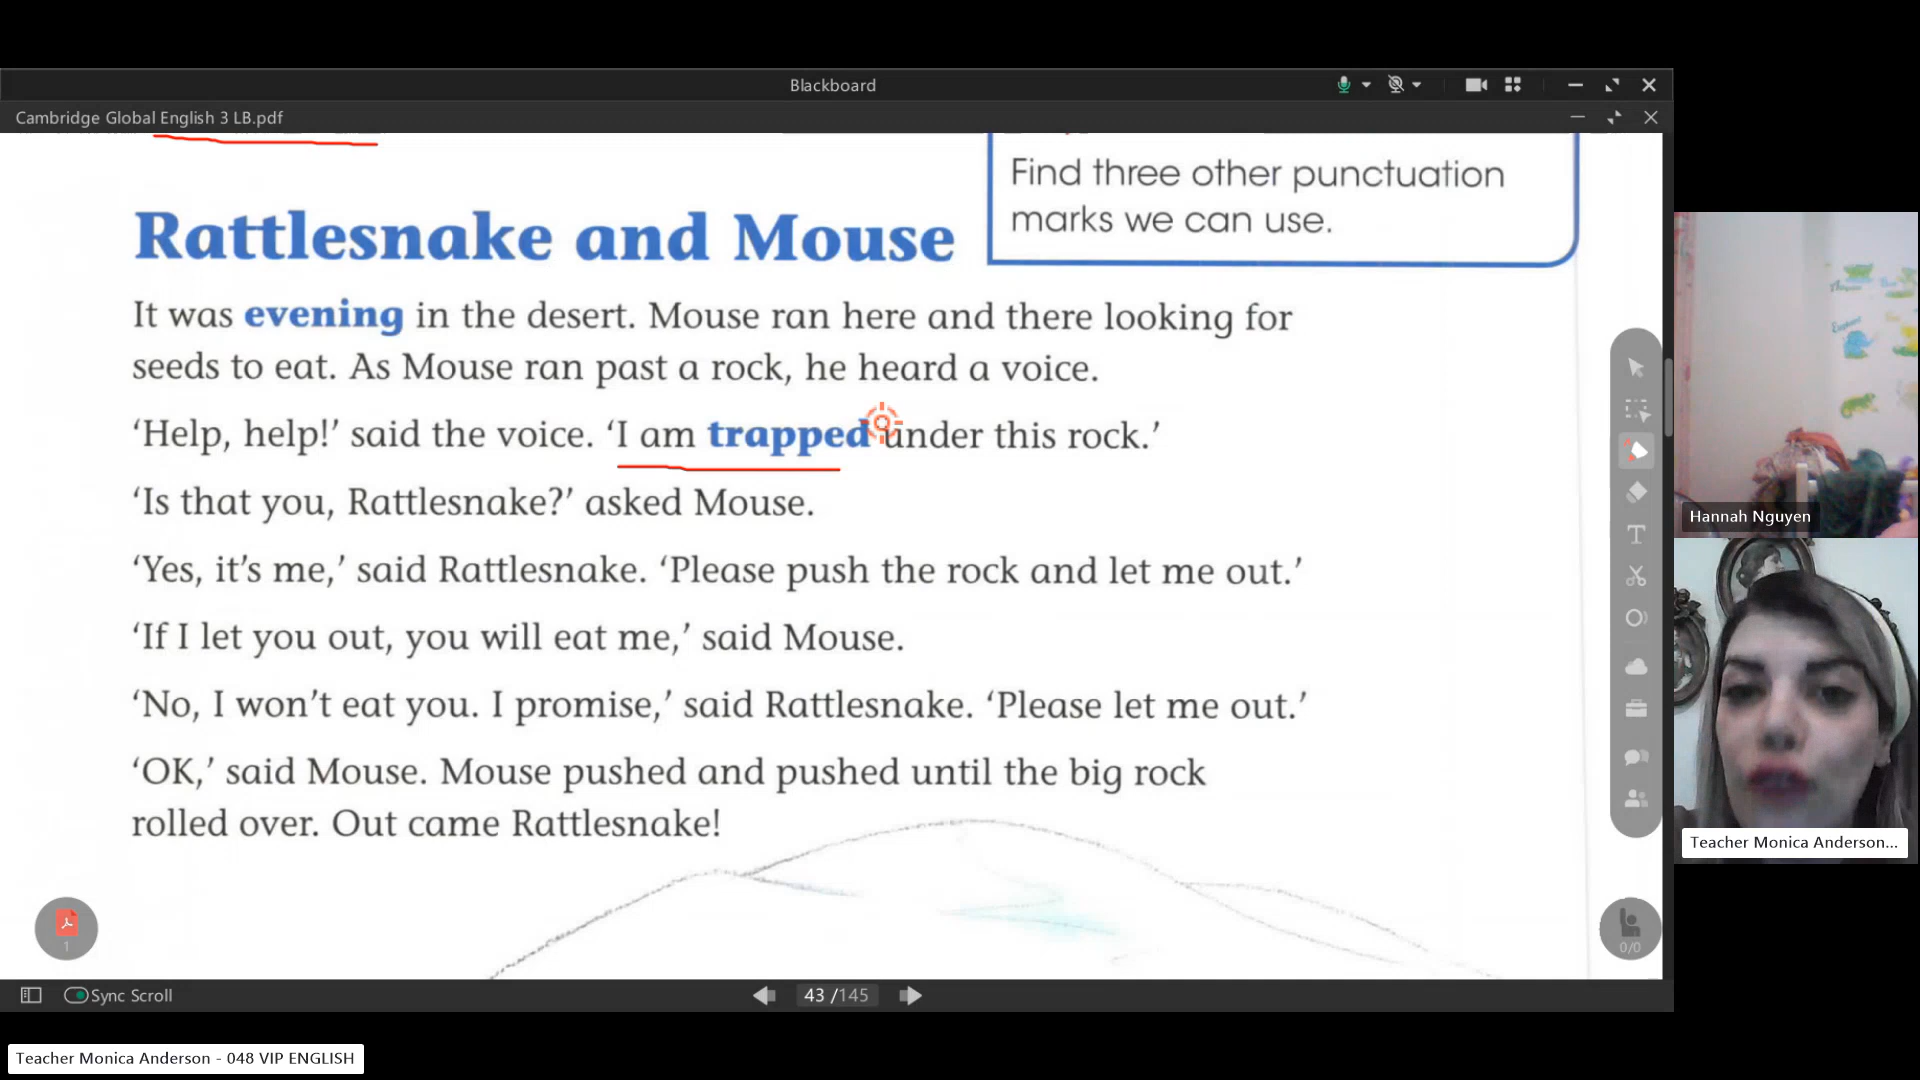 Blackboard
Cambridge Global English 3 LB.pdf
Find three other punctuation
marks we can use.
Rattlesnake and Mouse
It was evening in the desert. Mouse ran here and there looking for
seeds to eat. As Mouse ran past a rock, he heard a voice.
‘Help, help!’ said the voice. ‘I am trapped under this rock.’
‘Is that you, Rattlesnake?’ asked Mouse.
‘Yes, it’s me,’ said Rattlesnake. ‘Please push the rock and let me out.’
‘If I let you out, you will eat me,’ said Mouse.
‘No, I won’t eat you. I promise,’ said Rattlesnake. ‘Please let me out.’
‘OK,’ said Mouse. Mouse pushed and pushed until the big rock
rolled over. Out came Rattlesnake!
1
0/0
Sync Scroll
43 /145
Hannah Nguyen
Elephant
Teacher Monica Anderson...
Teacher Monica Anderson - 048 VIP ENGLISH